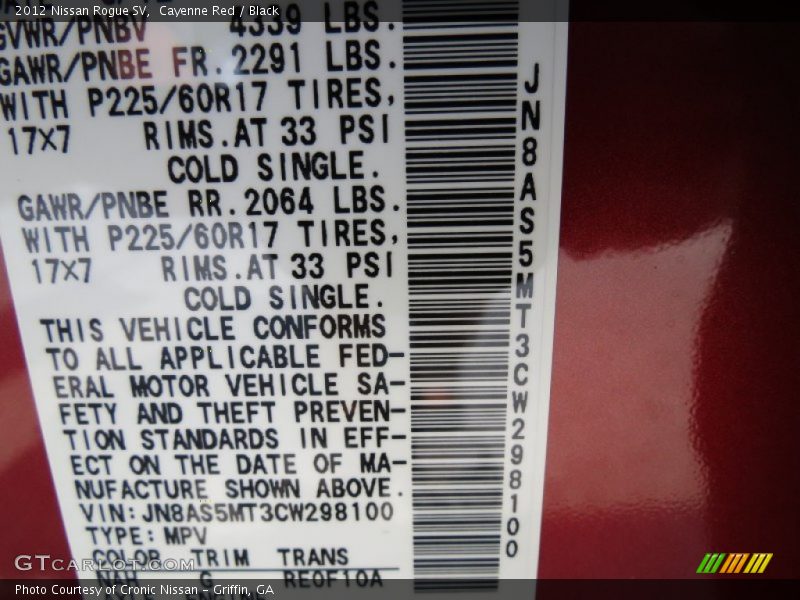 2012 Nissan Rogue SV,  Cayenne Red / Black
GVWR/PNBV 4339 LBS.
GAWR/PNBE FR.2291 LBS.
WITH P225/60R17 TIRES,
17X7 RIMS.AT 33 PSI
COLD SINGLE.
GAWR/PNBE RR.2064 LBS.
WITH P225/60R17 TIRES,
17X7 RIMS.AT 33 PSI
COLD SINGLE.
THIS VEHICLE CONFORMS
TO ALL APPLICABLE FED-
ERAL MOTOR VEHICLE SA-
FETY AND THEFT PREVEN-
TION STANDARDS IN EFF-
ECT ON THE DATE OF MA-
NUFACTURE SHOWN ABOVE.
VIN:JN8AS5MT3CW298100
TYPE:MPV
COLOR TRIM TRANS
NAH G RE0F10A
JN8AS5MT3CW298100
GTcarlot.com
Photo Courtesy of Cronic Nissan - Griffin, GA